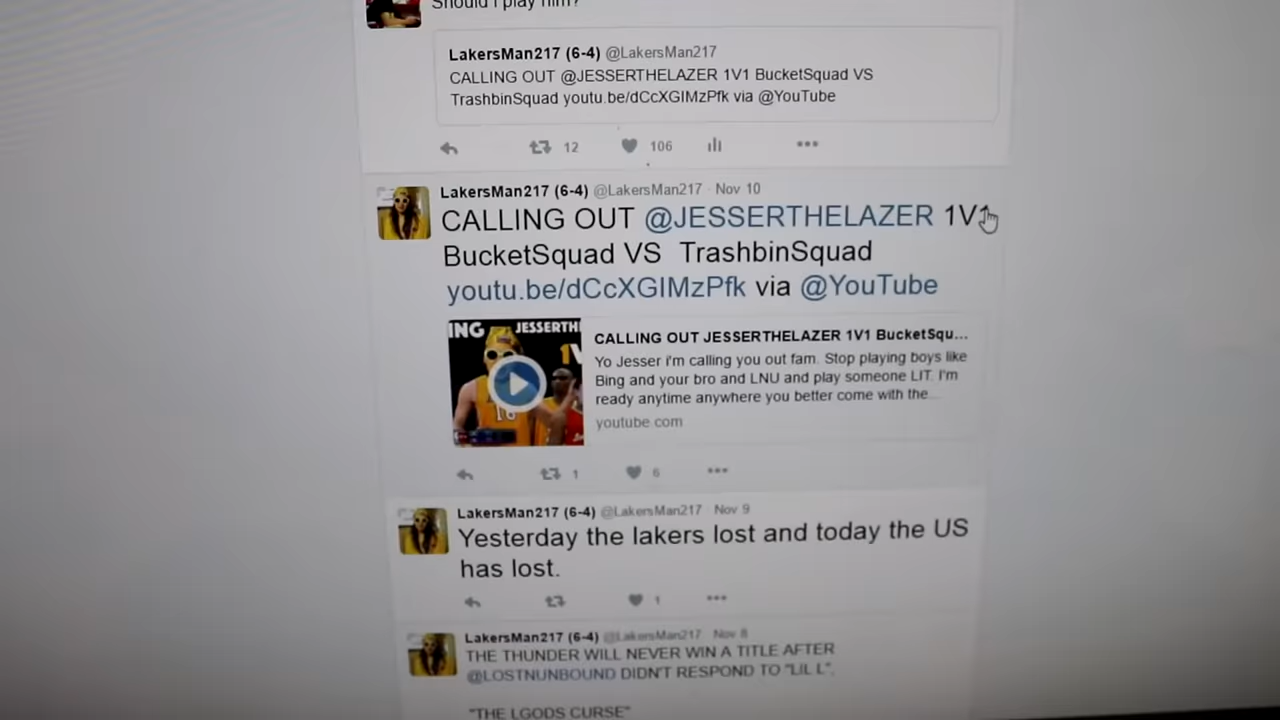 Should I play him?
LakersMan217 (6-4) @LakersMan217
CALLING OUT @JESSERTHELAZER 1V1 BucketSquad VS
TrashbinSquad youtu.be/dCcXGIMzPfk via @YouTube
12 106
LakersMan217 (6-4) @LakersMan217 · Nov 10
CALLING OUT @JESSERTHELAZER 1V1
BucketSquad VS TrashbinSquad
youtu.be/dCcXGIMzPfk via @YouTube
ING JESSERTH
1V
CALLING OUT JESSERTHELAZER 1V1 BucketSqu...
Yo Jesser i'm calling you out fam. Stop playing boys like
Bing and your bro and LNU and play someone LIT. I'm
ready anytime anywhere you better come with the...
youtube.com
1 6
LakersMan217 (6-4) @LakersMan217 · Nov 9
Yesterday the lakers lost and today the US
has lost.
1
LakersMan217 (6-4) @LakersMan217 · Nov 8
THE THUNDER WILL NEVER WIN A TITLE AFTER
@LOSTNUNBOUND DIDN'T RESPOND TO "LIL L".
"THE LGODS CURSE"